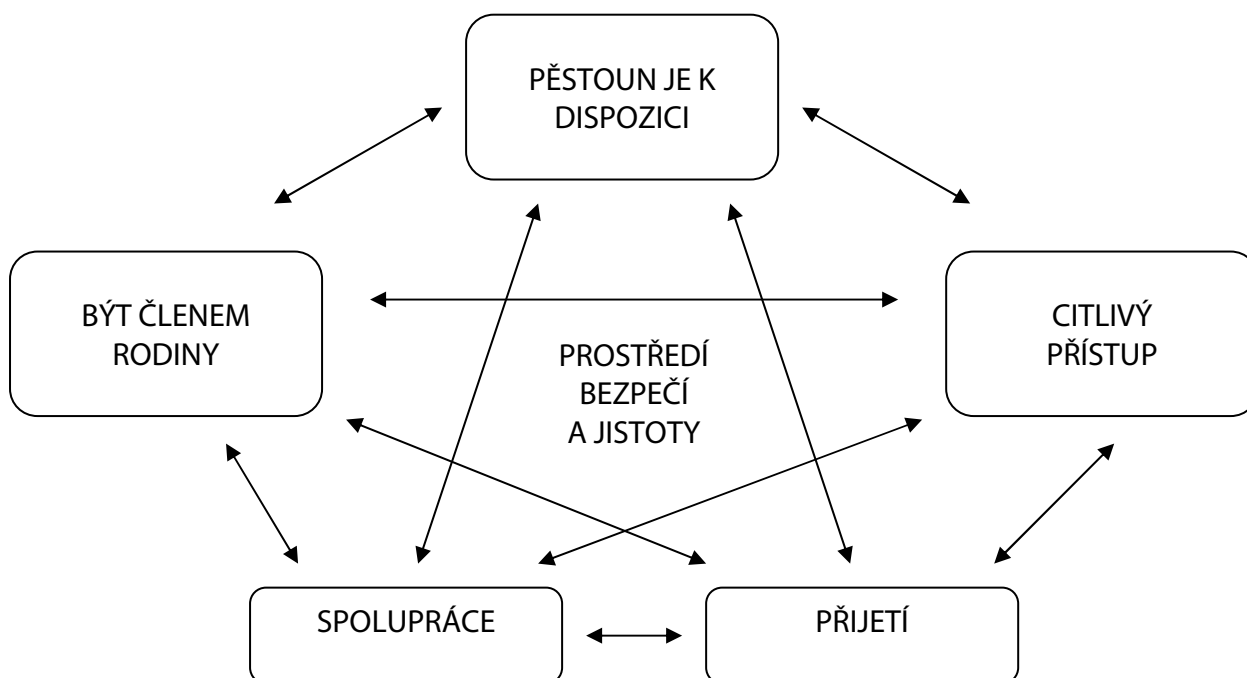 PĚSTOUN JE K
DISPOZICI
BÝT ČLENEM
RODINY
CITLIVÝ
PŘÍSTUP
PROSTŘEDÍ
BEZPEČÍ
A JISTOTY
SPOLUPRÁCE
PŘIJETÍ